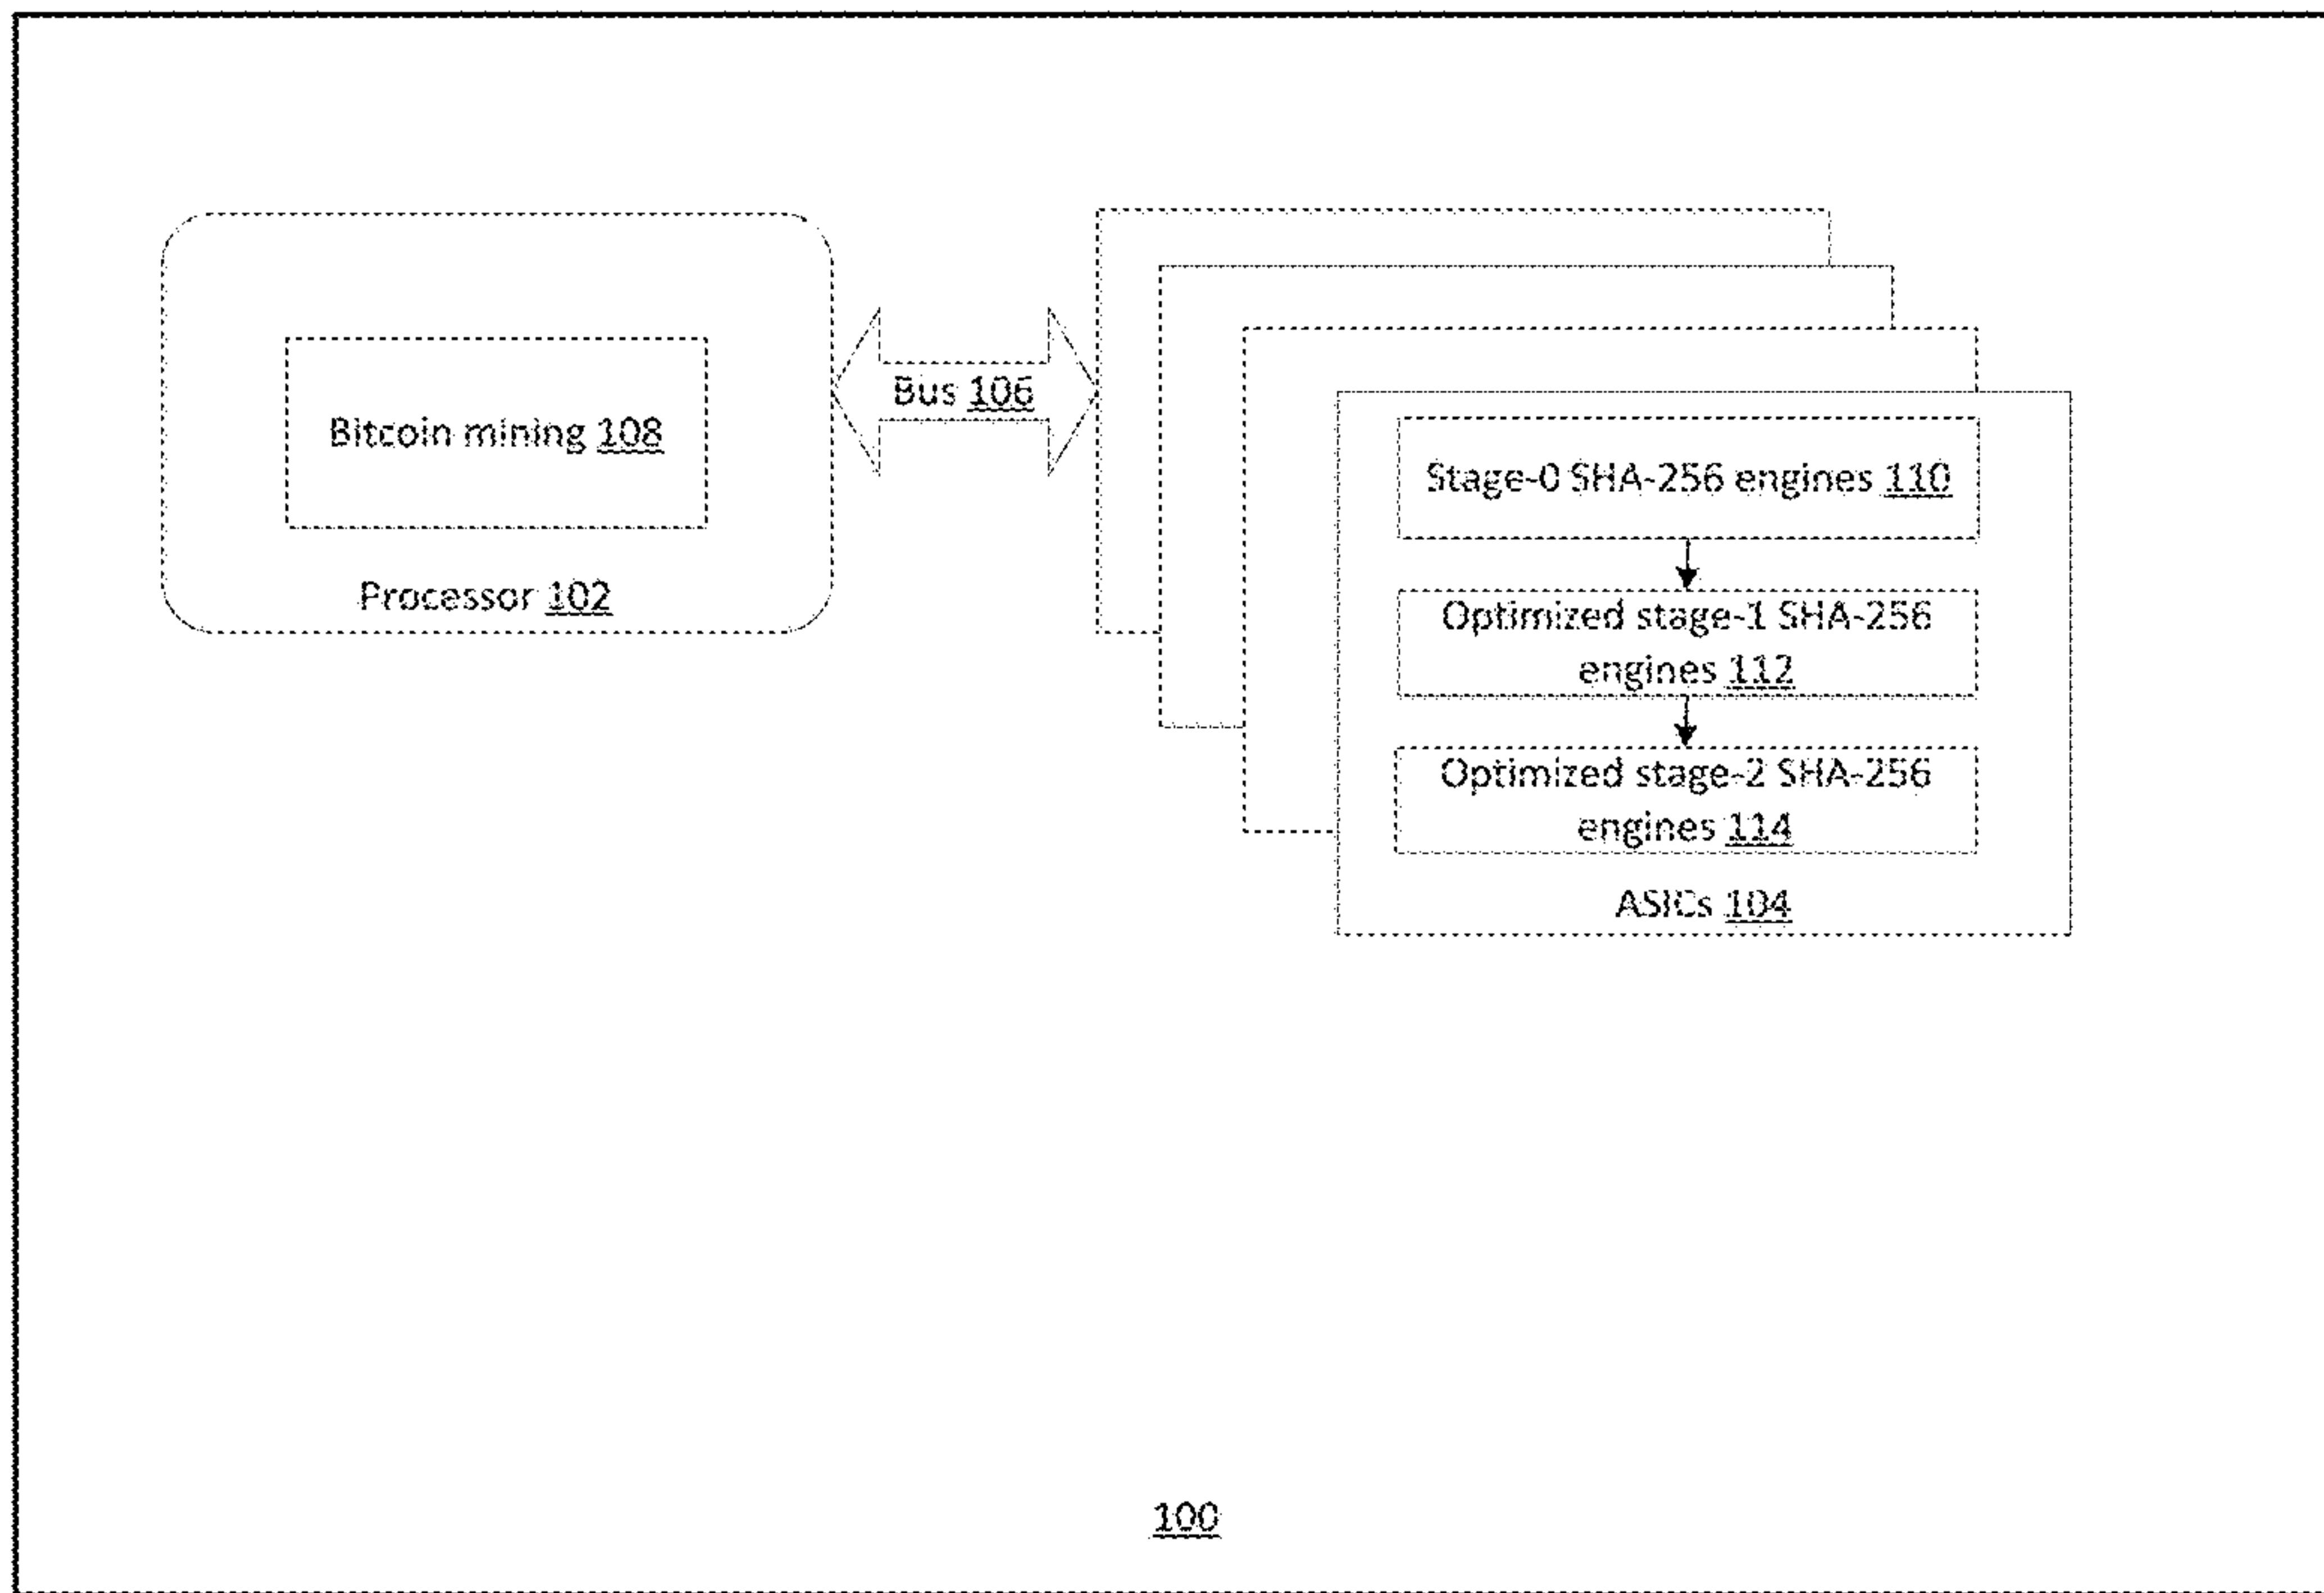 Bitcoin mining 108
Processor 102
Bus 106
Stage-0 SHA-256 engines 110
Optimized stage-1 SHA-256
engines 112
Optimized stage-2 SHA-256
engines 114
ASICs 104
100